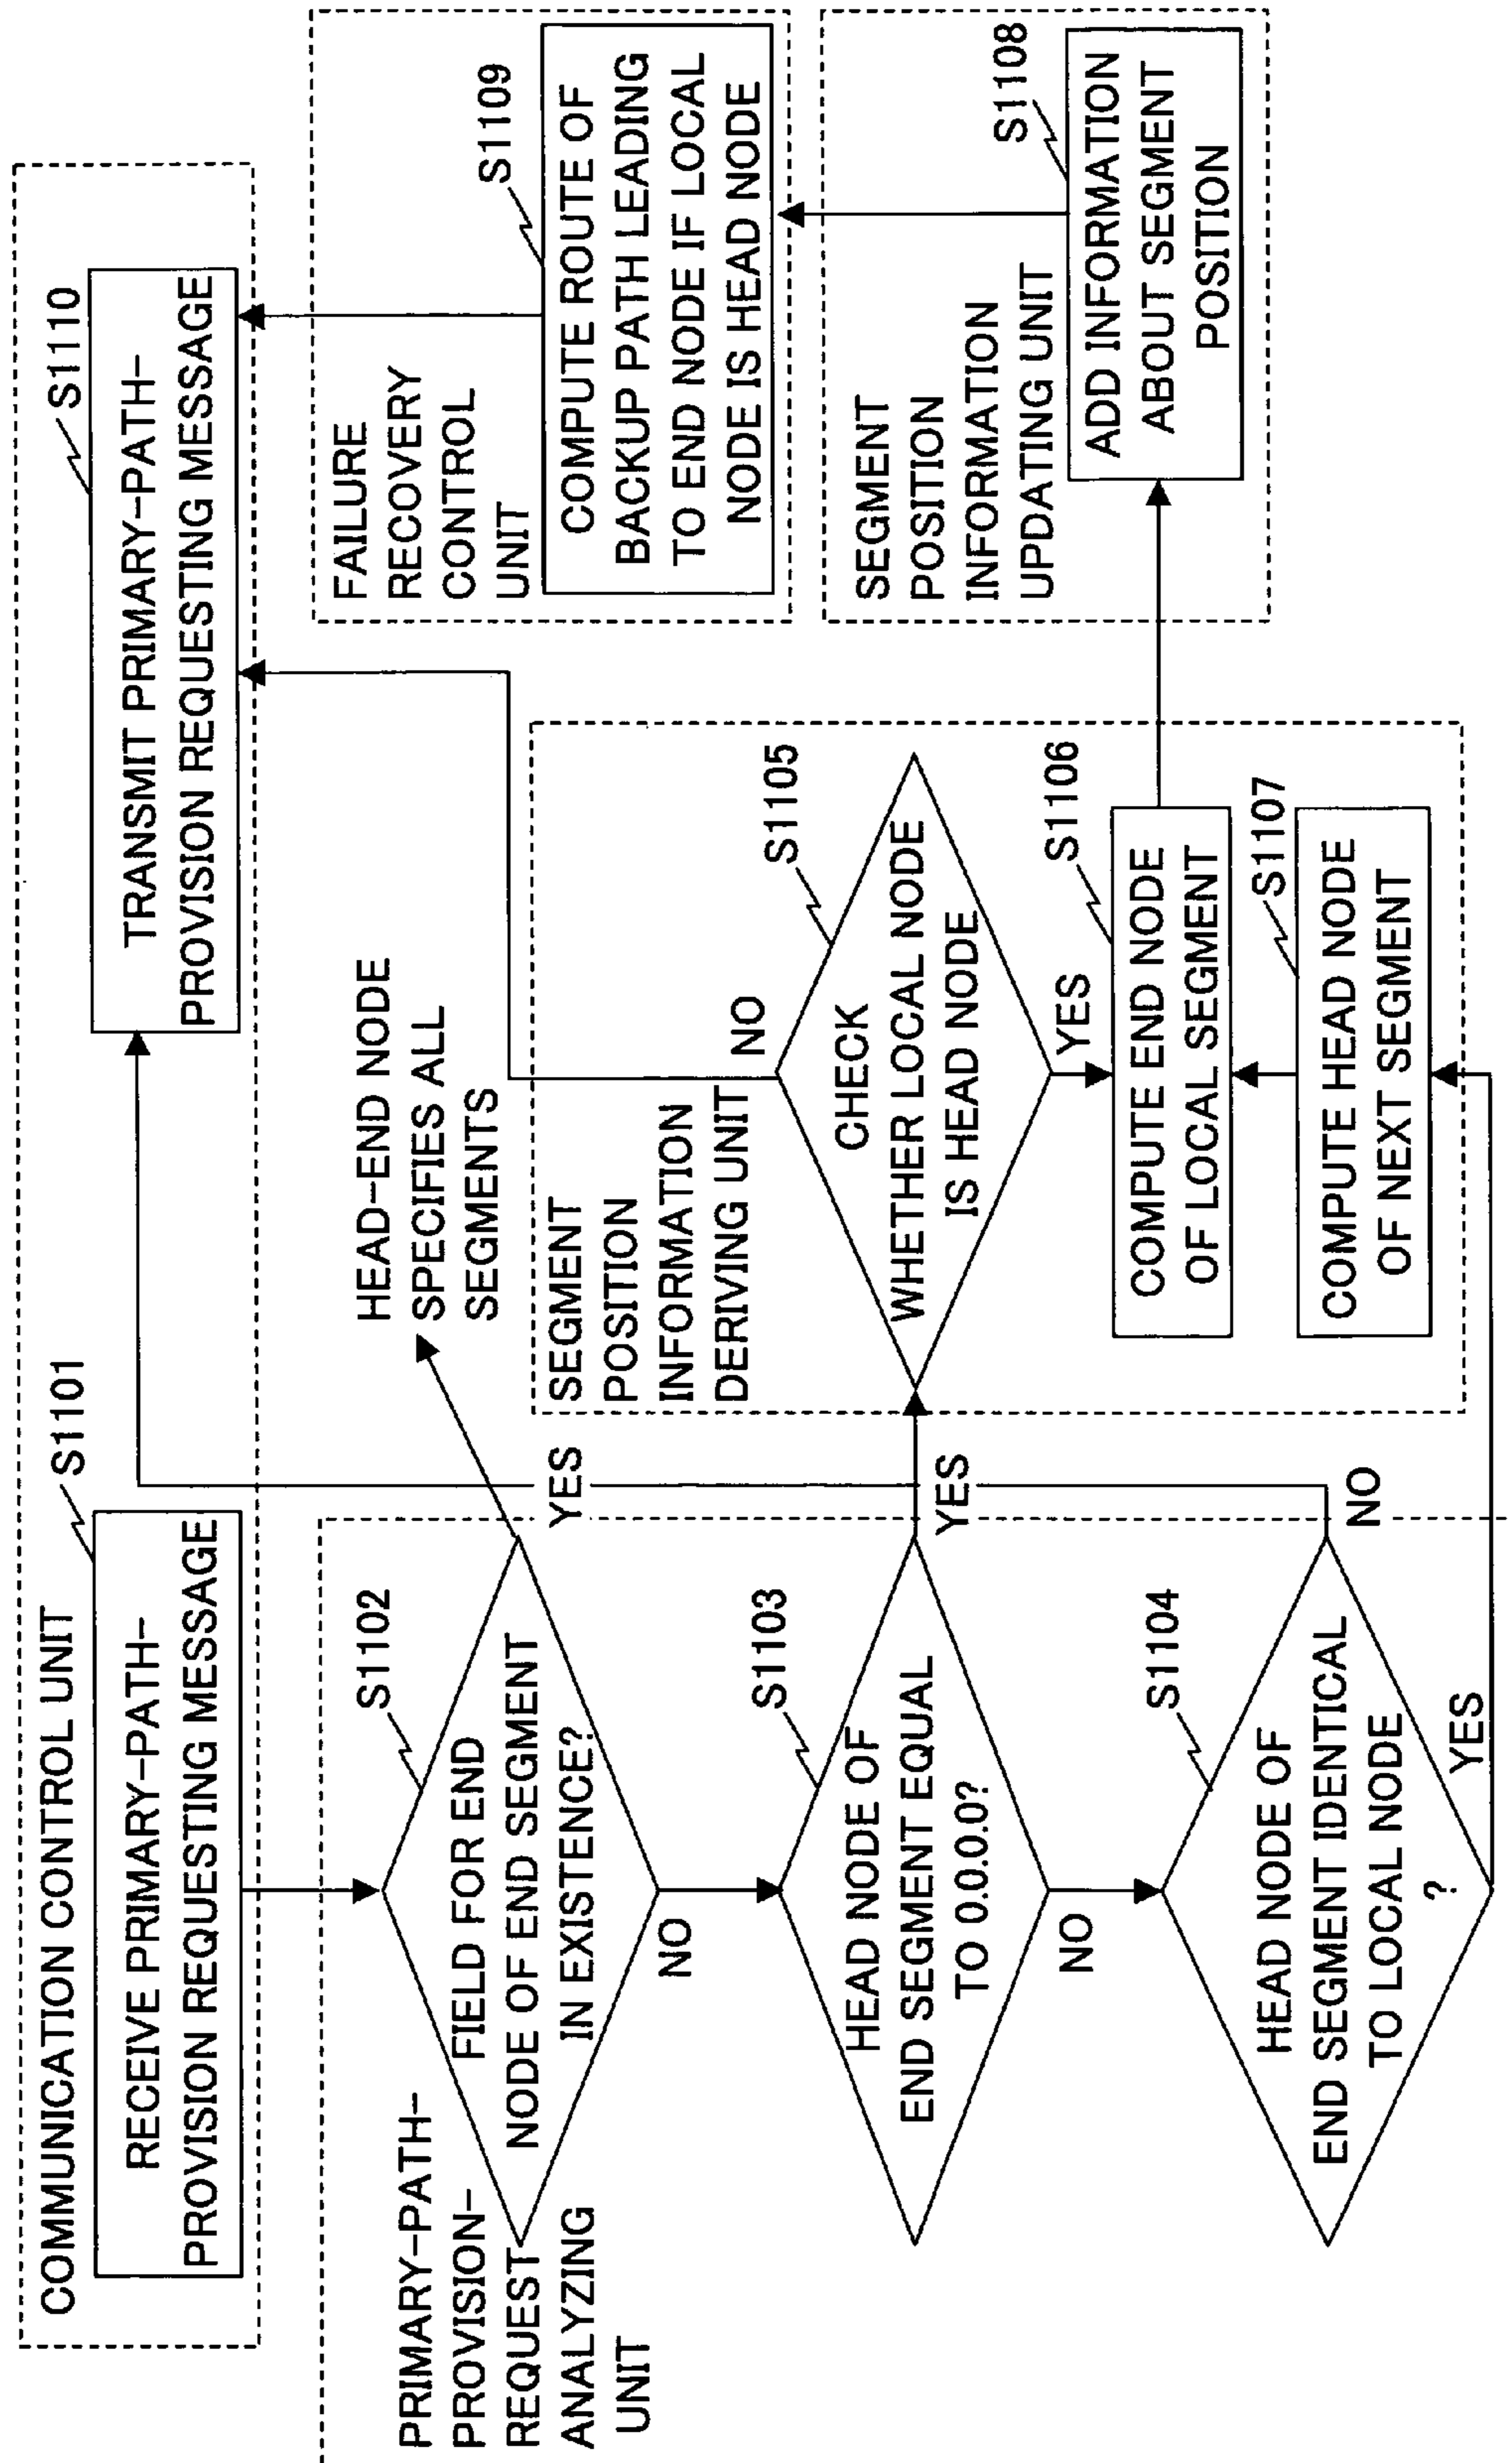 COMMUNICATION CONTROL UNIT
S1101
RECEIVE PRIMARY-PATH-
PROVISION REQUESTING MESSAGE
S1110
TRANSMIT PRIMARY-PATH-
PROVISION REQUESTING MESSAGE
PRIMARY-PATH-
PROVISION-
REQUEST
ANALYZING
UNIT
S1102
FIELD FOR END
NODE OF END SEGMENT
IN EXISTENCE?
YES
NO
HEAD-END NODE
SPECIFIES ALL
SEGMENTS
S1103
HEAD NODE OF
END SEGMENT EQUAL
TO 0.0.0.0?
YES
NO
S1104
HEAD NODE OF
END SEGMENT IDENTICAL
TO LOCAL NODE
?
NO
YES
SEGMENT
POSITION
INFORMATION
DERIVING UNIT
S1105
CHECK
WHETHER LOCAL NODE
IS HEAD NODE
NO
YES
S1106
COMPUTE END NODE
OF LOCAL SEGMENT
S1107
COMPUTE HEAD NODE
OF NEXT SEGMENT
FAILURE
RECOVERY
CONTROL
UNIT
S1109
COMPUTE ROUTE OF
BACKUP PATH LEADING
TO END NODE IF LOCAL
NODE IS HEAD NODE
SEGMENT
POSITION
INFORMATION
UPDATING UNIT
S1108
ADD INFORMATION
ABOUT SEGMENT
POSITION